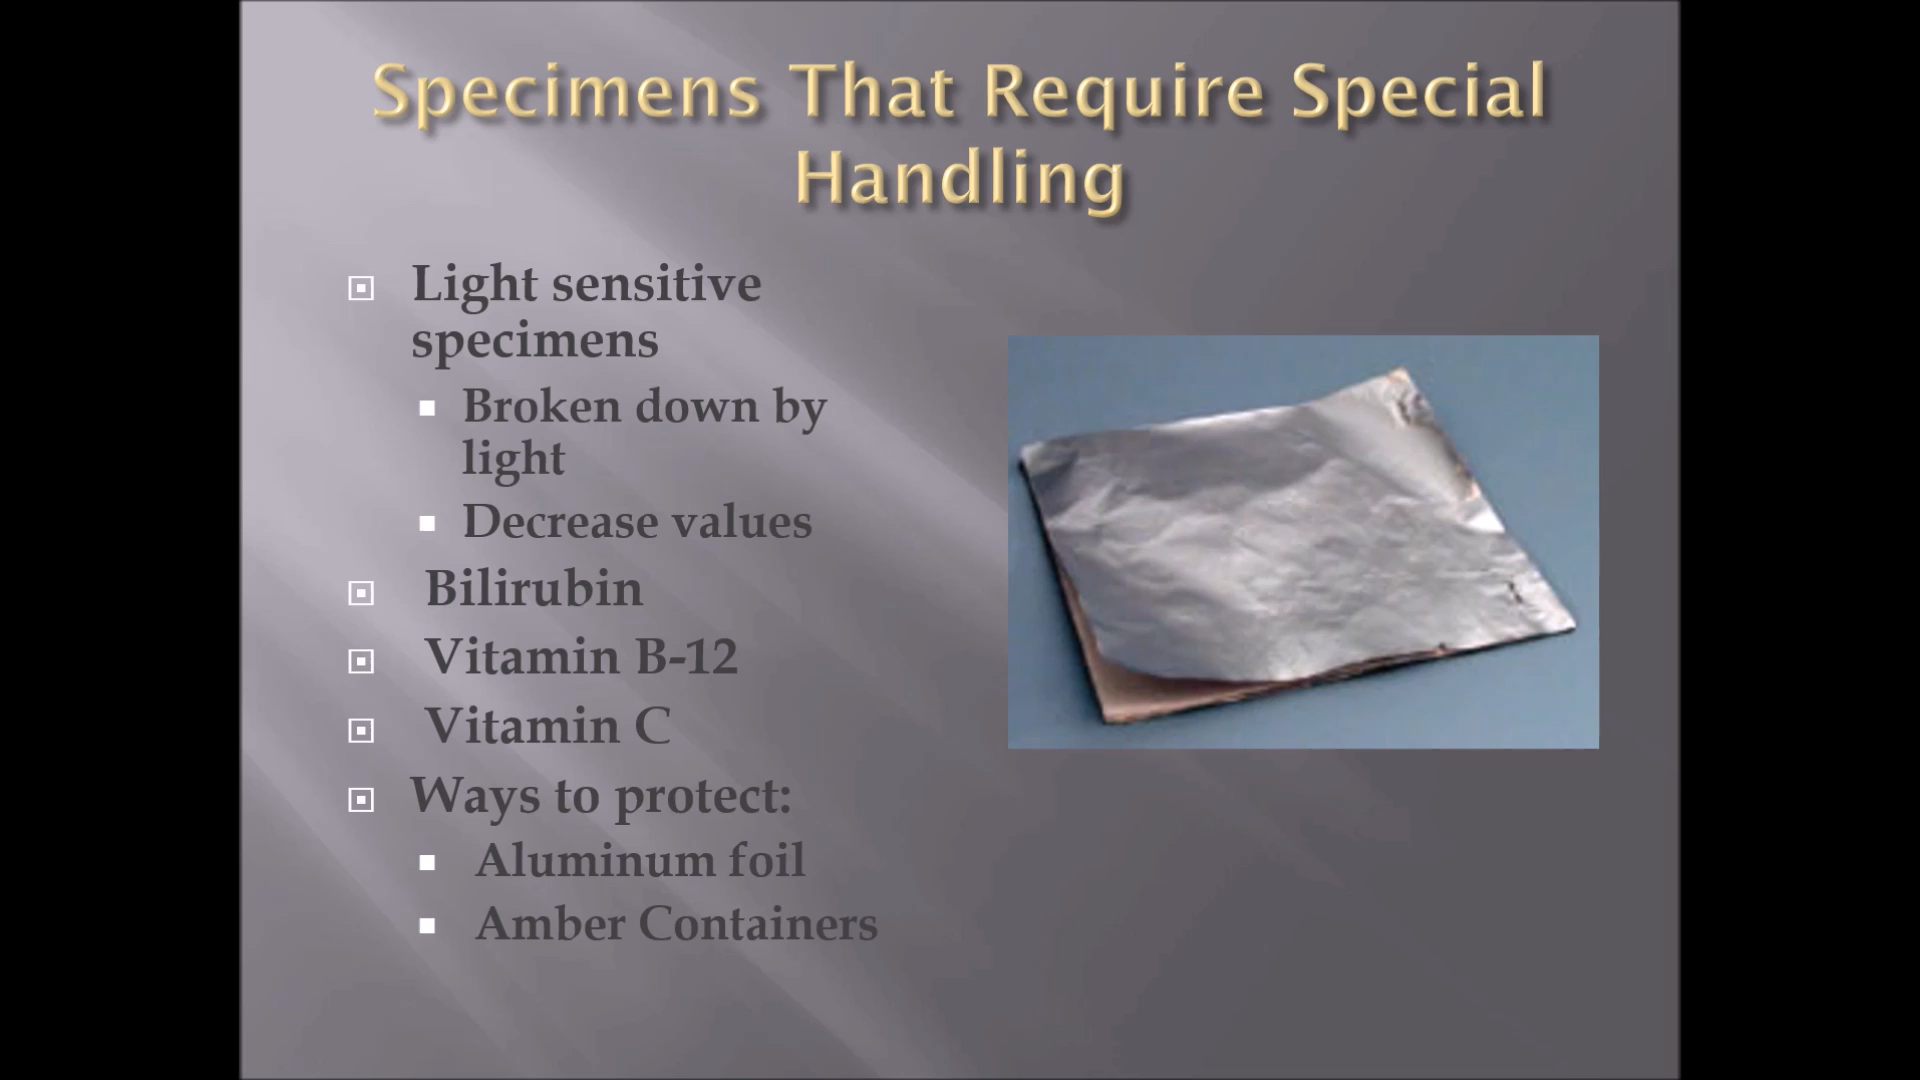 Specimens That Require Special
Handling
Light sensitive
specimens
Broken down by
light
Decrease values
Bilirubin
Vitamin B-12
Vitamin C
Ways to protect:
Aluminum foil
Amber Containers